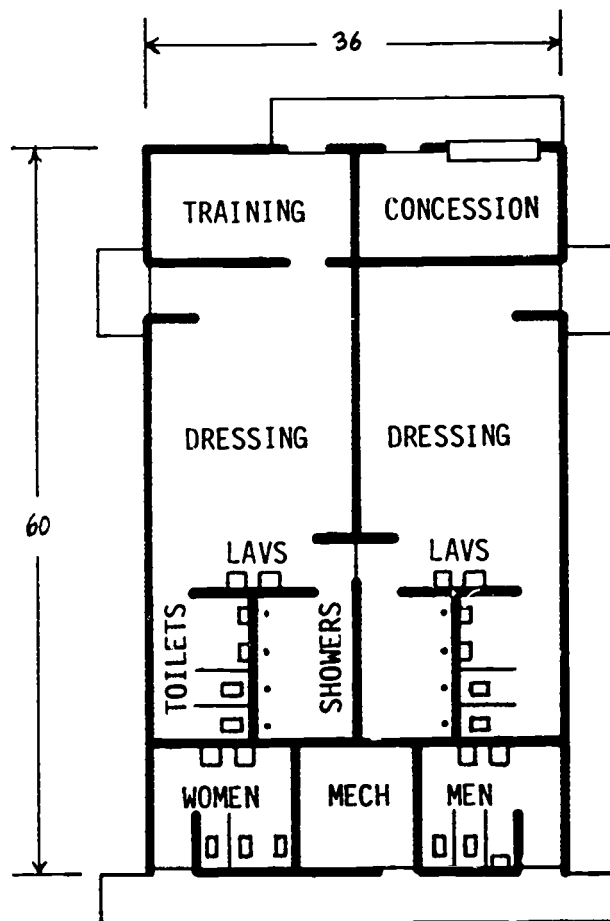 36
TRAINING
CONCESSION
DRESSING
DRESSING
60
LAVS
LAVS
TOILETS
SHOWERS
WOMEN
MECH
MEN